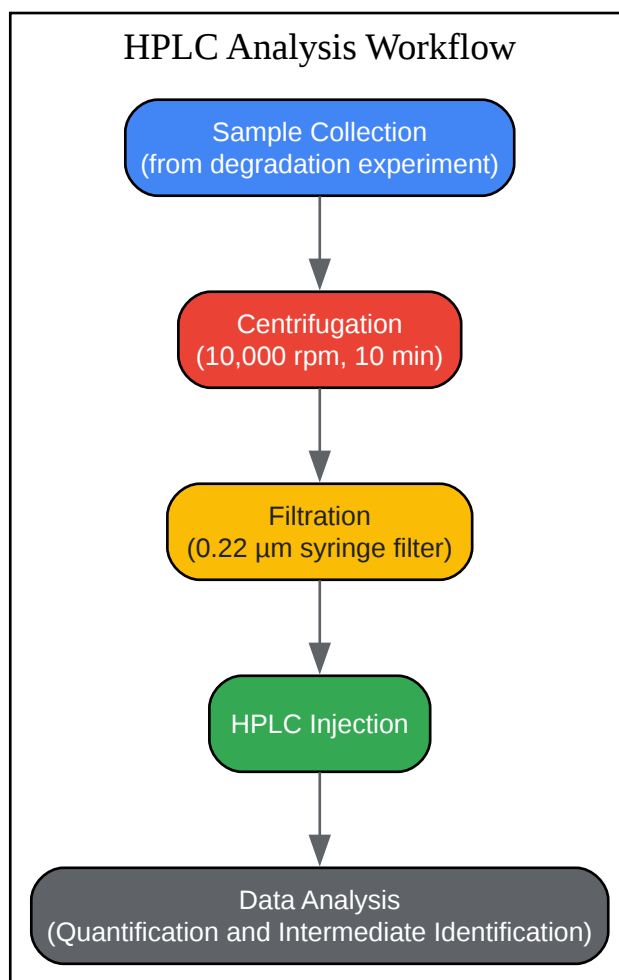 HPLC Analysis Workflow
Sample Collection
(from degradation experiment)
Centrifugation
(10,000 rpm, 10 min)
Filtration
(0.22 µm syringe filter)
HPLC Injection
Data Analysis
(Quantification and Intermediate Identification)